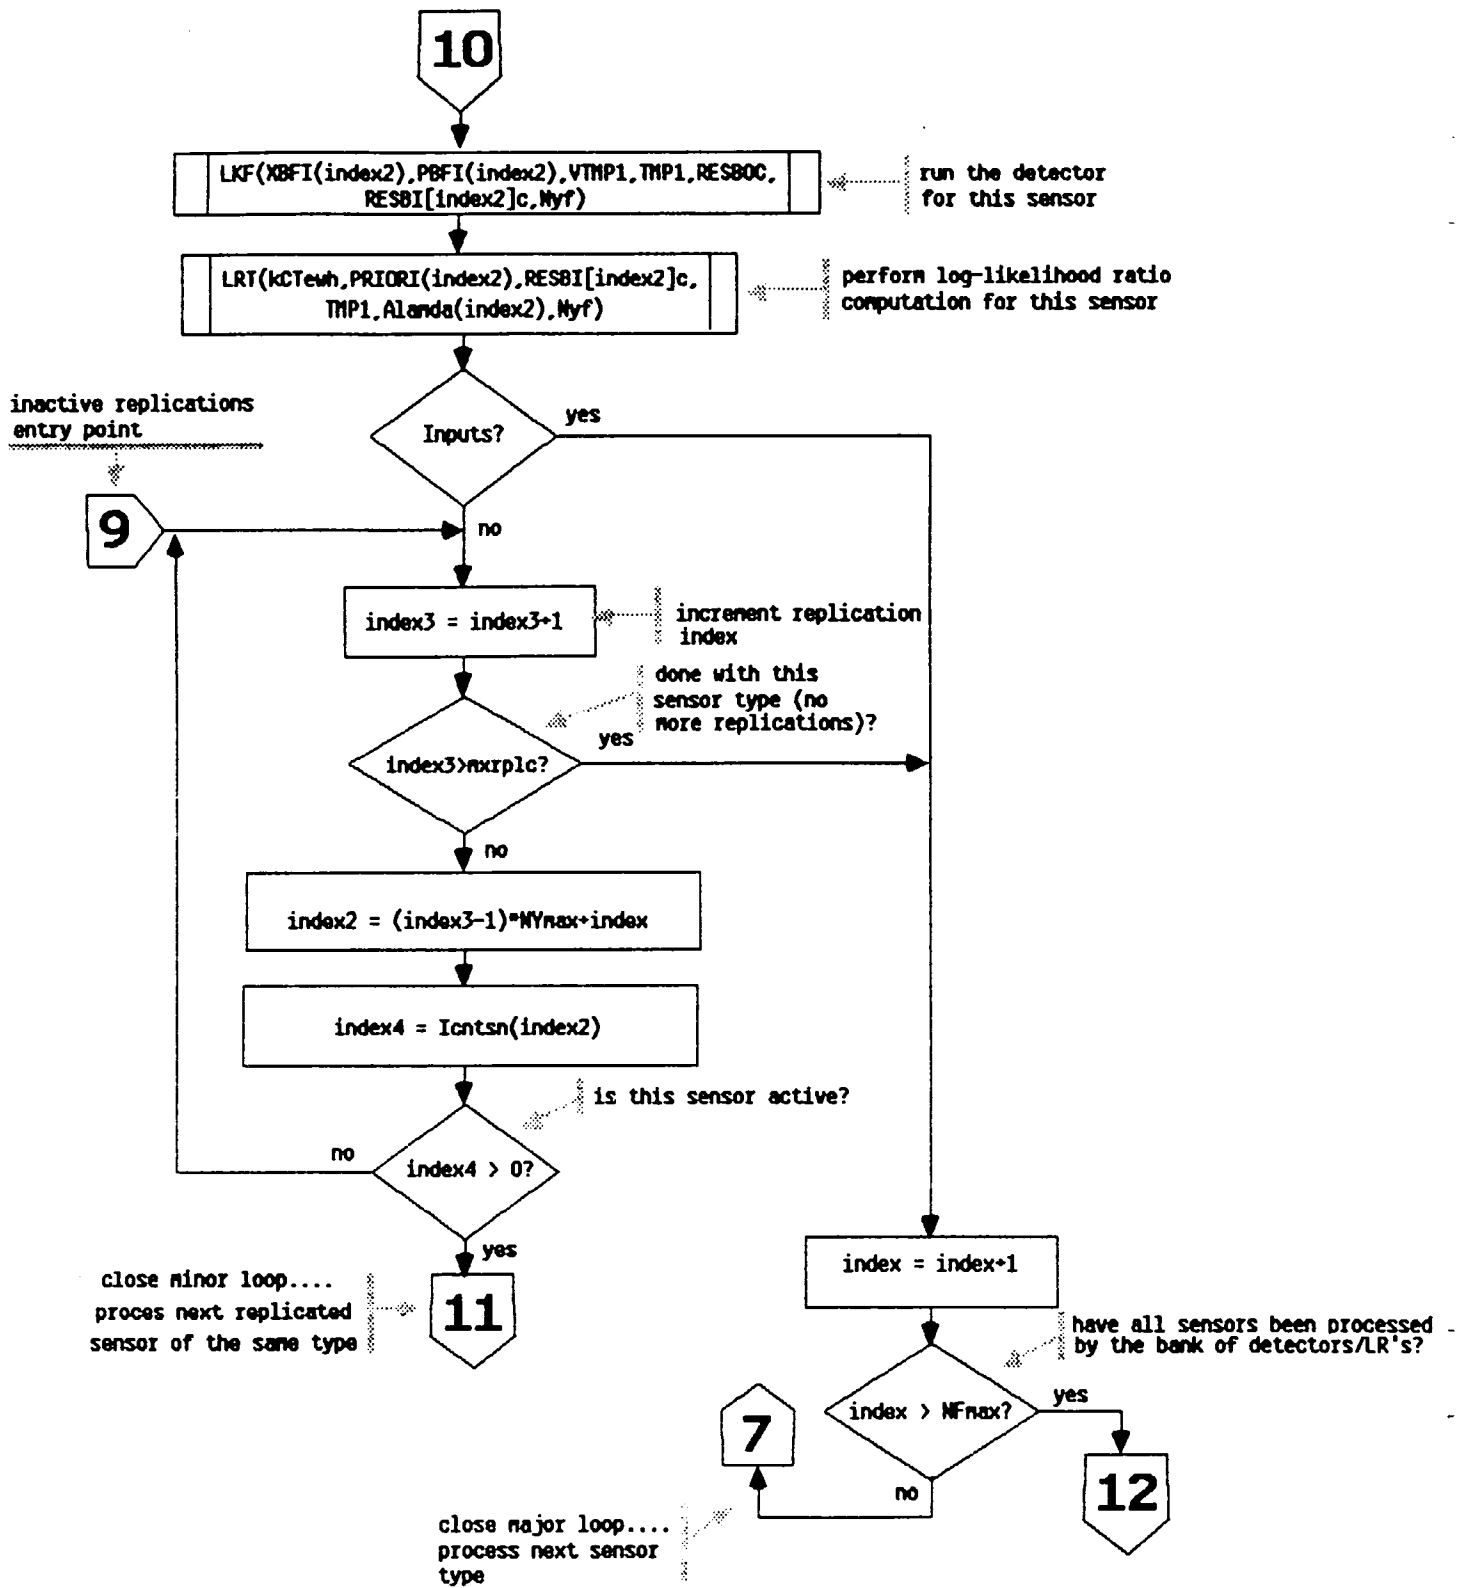 10
LKF(XBFI(index2),PBFI(index2),VTMP1,TMP1,RESBOC,
RESBI[index2]c,Nyf)
run the detector
for this sensor
LRT(kCTewh,PRIORI(index2),RESBI[index2]c,
TMP1,Alamda(index2),Nyf)
perform log-likelihood ratio
computation for this sensor
Inputs?
yes
inactive replications
entry point
9
no
index3 = index3+1
increment replication
index
done with this
sensor type (no
more replications)?
yes
index3>mxrplc?
no
index2 = (index3-1)*NYmax+index
index4 = Icntsn(index2)
is this sensor active?
no
index4 > 0?
yes
close minor loop....
proces next replicated
sensor of the same type
11
index = index+1
have all sensors been processed
by the bank of detectors/LR's?
index > NFmax?
yes
7
no
12
close major loop....
process next sensor
type